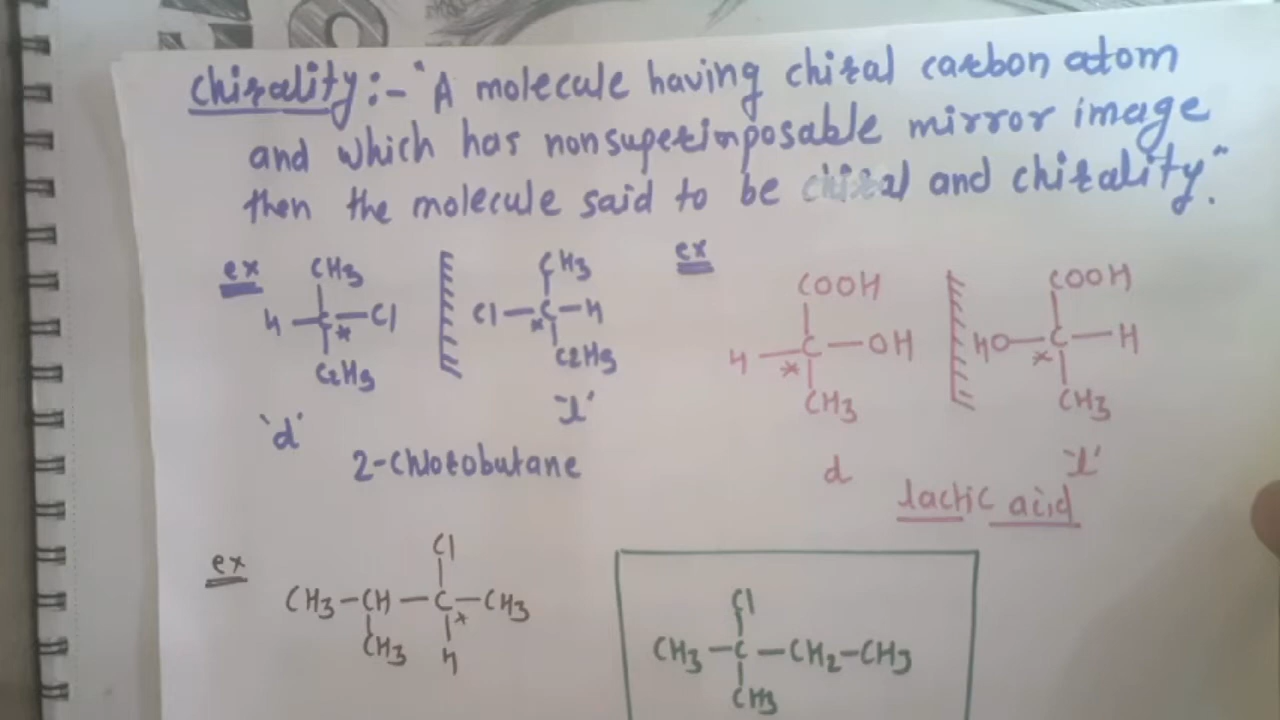 Chirality :- "A molecule having chiral carbon atom
and which has nonsuperimposable mirror image
then the molecule said to be chiral and chirality".
ex
CH3
H-C-Cl
*
C2H5
'd'
CH3
Cl-C-H
*
C2H5
'l'
2-chlorobutane
ex
COOH
H-C-OH
*
CH3
d
COOH
HO-C-H
*
CH3
'l'
lactic acid
ex
Cl
CH3-CH-C-CH3
*
CH3 H
Cl
CH3-C-CH2-CH3
CH3